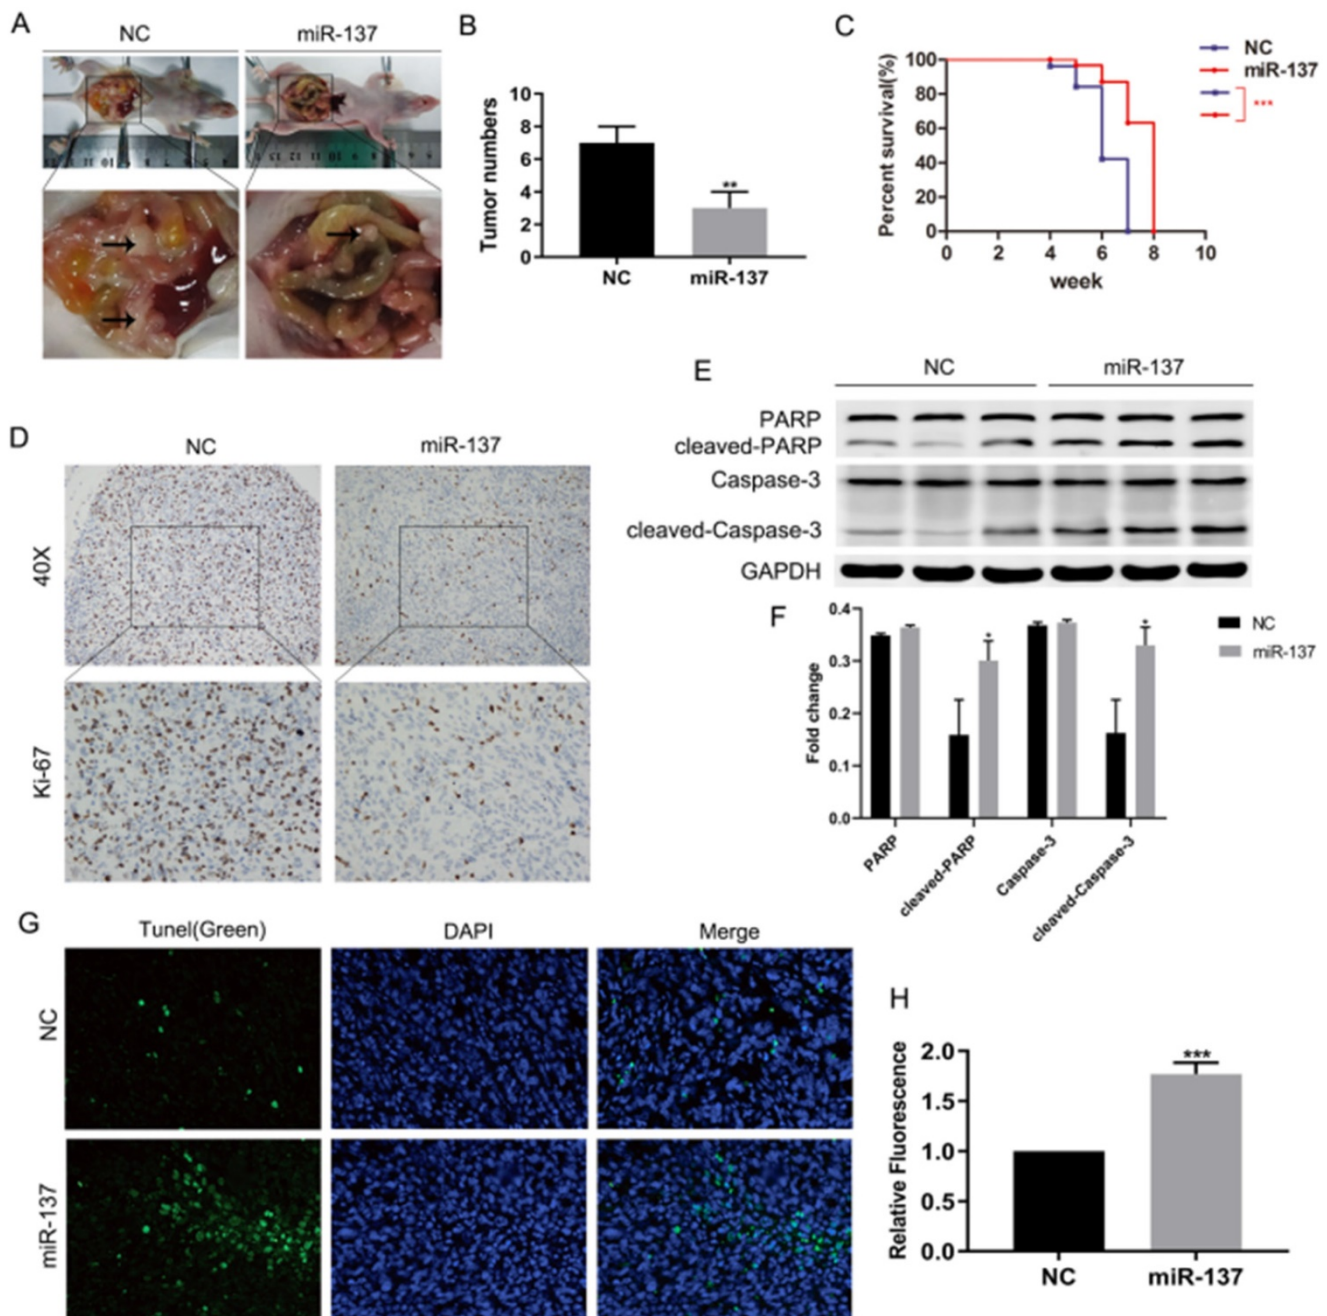 A
NC
miR-137
B
Tumor numbers
10
8
6
4
2
0
**
NC
miR-137
C
Percent survival(%)
100
80
60
40
20
0
0 2 4 6 8 10
week
NC
miR-137
***
D
NC
miR-137
40X
Ki-67
E
NC
miR-137
PARP
cleaved-PARP
Caspase-3
cleaved-Caspase-3
GAPDH
F
Fold change
0.4
0.3
0.2
0.1
0.0
*
*
PARP
cleaved-PARP
Caspase-3
cleaved-Caspase-3
NC
miR-137
G
Tunel(Green)
DAPI
Merge
NC
miR-137
H
Relative Fluorescence
2.0
1.5
1.0
0.5
0.0
***
NC
miR-137